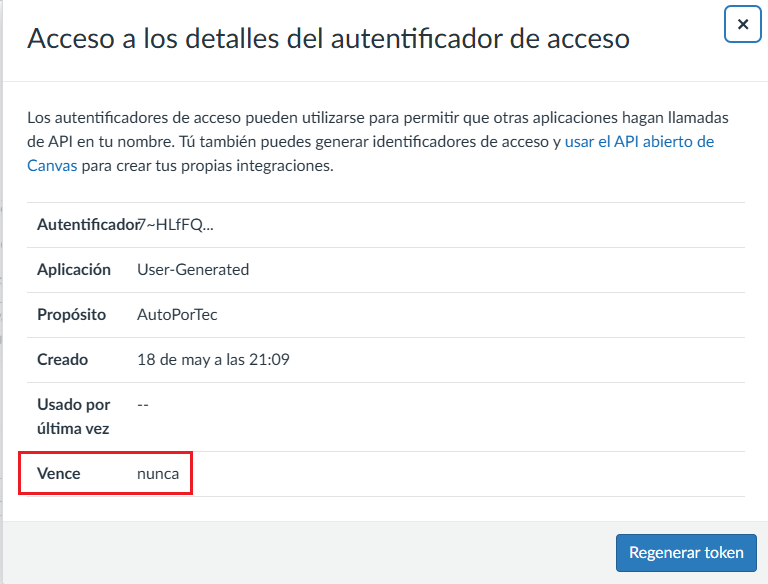 Acceso a los detalles del autentificador de acceso
Los autentificadores de acceso pueden utilizarse para permitir que otras aplicaciones hagan llamadas
de API en tu nombre. Tú también puedes generar identificadores de acceso y usar el API abierto de
Canvas para crear tus propias integraciones.
Autentificador 7~HLfFQ...
Aplicación User-Generated
Propósito AutoPorTec
Creado 18 de may a las 21:09
Usado por --
última vez
Vence nunca
Regenerar token